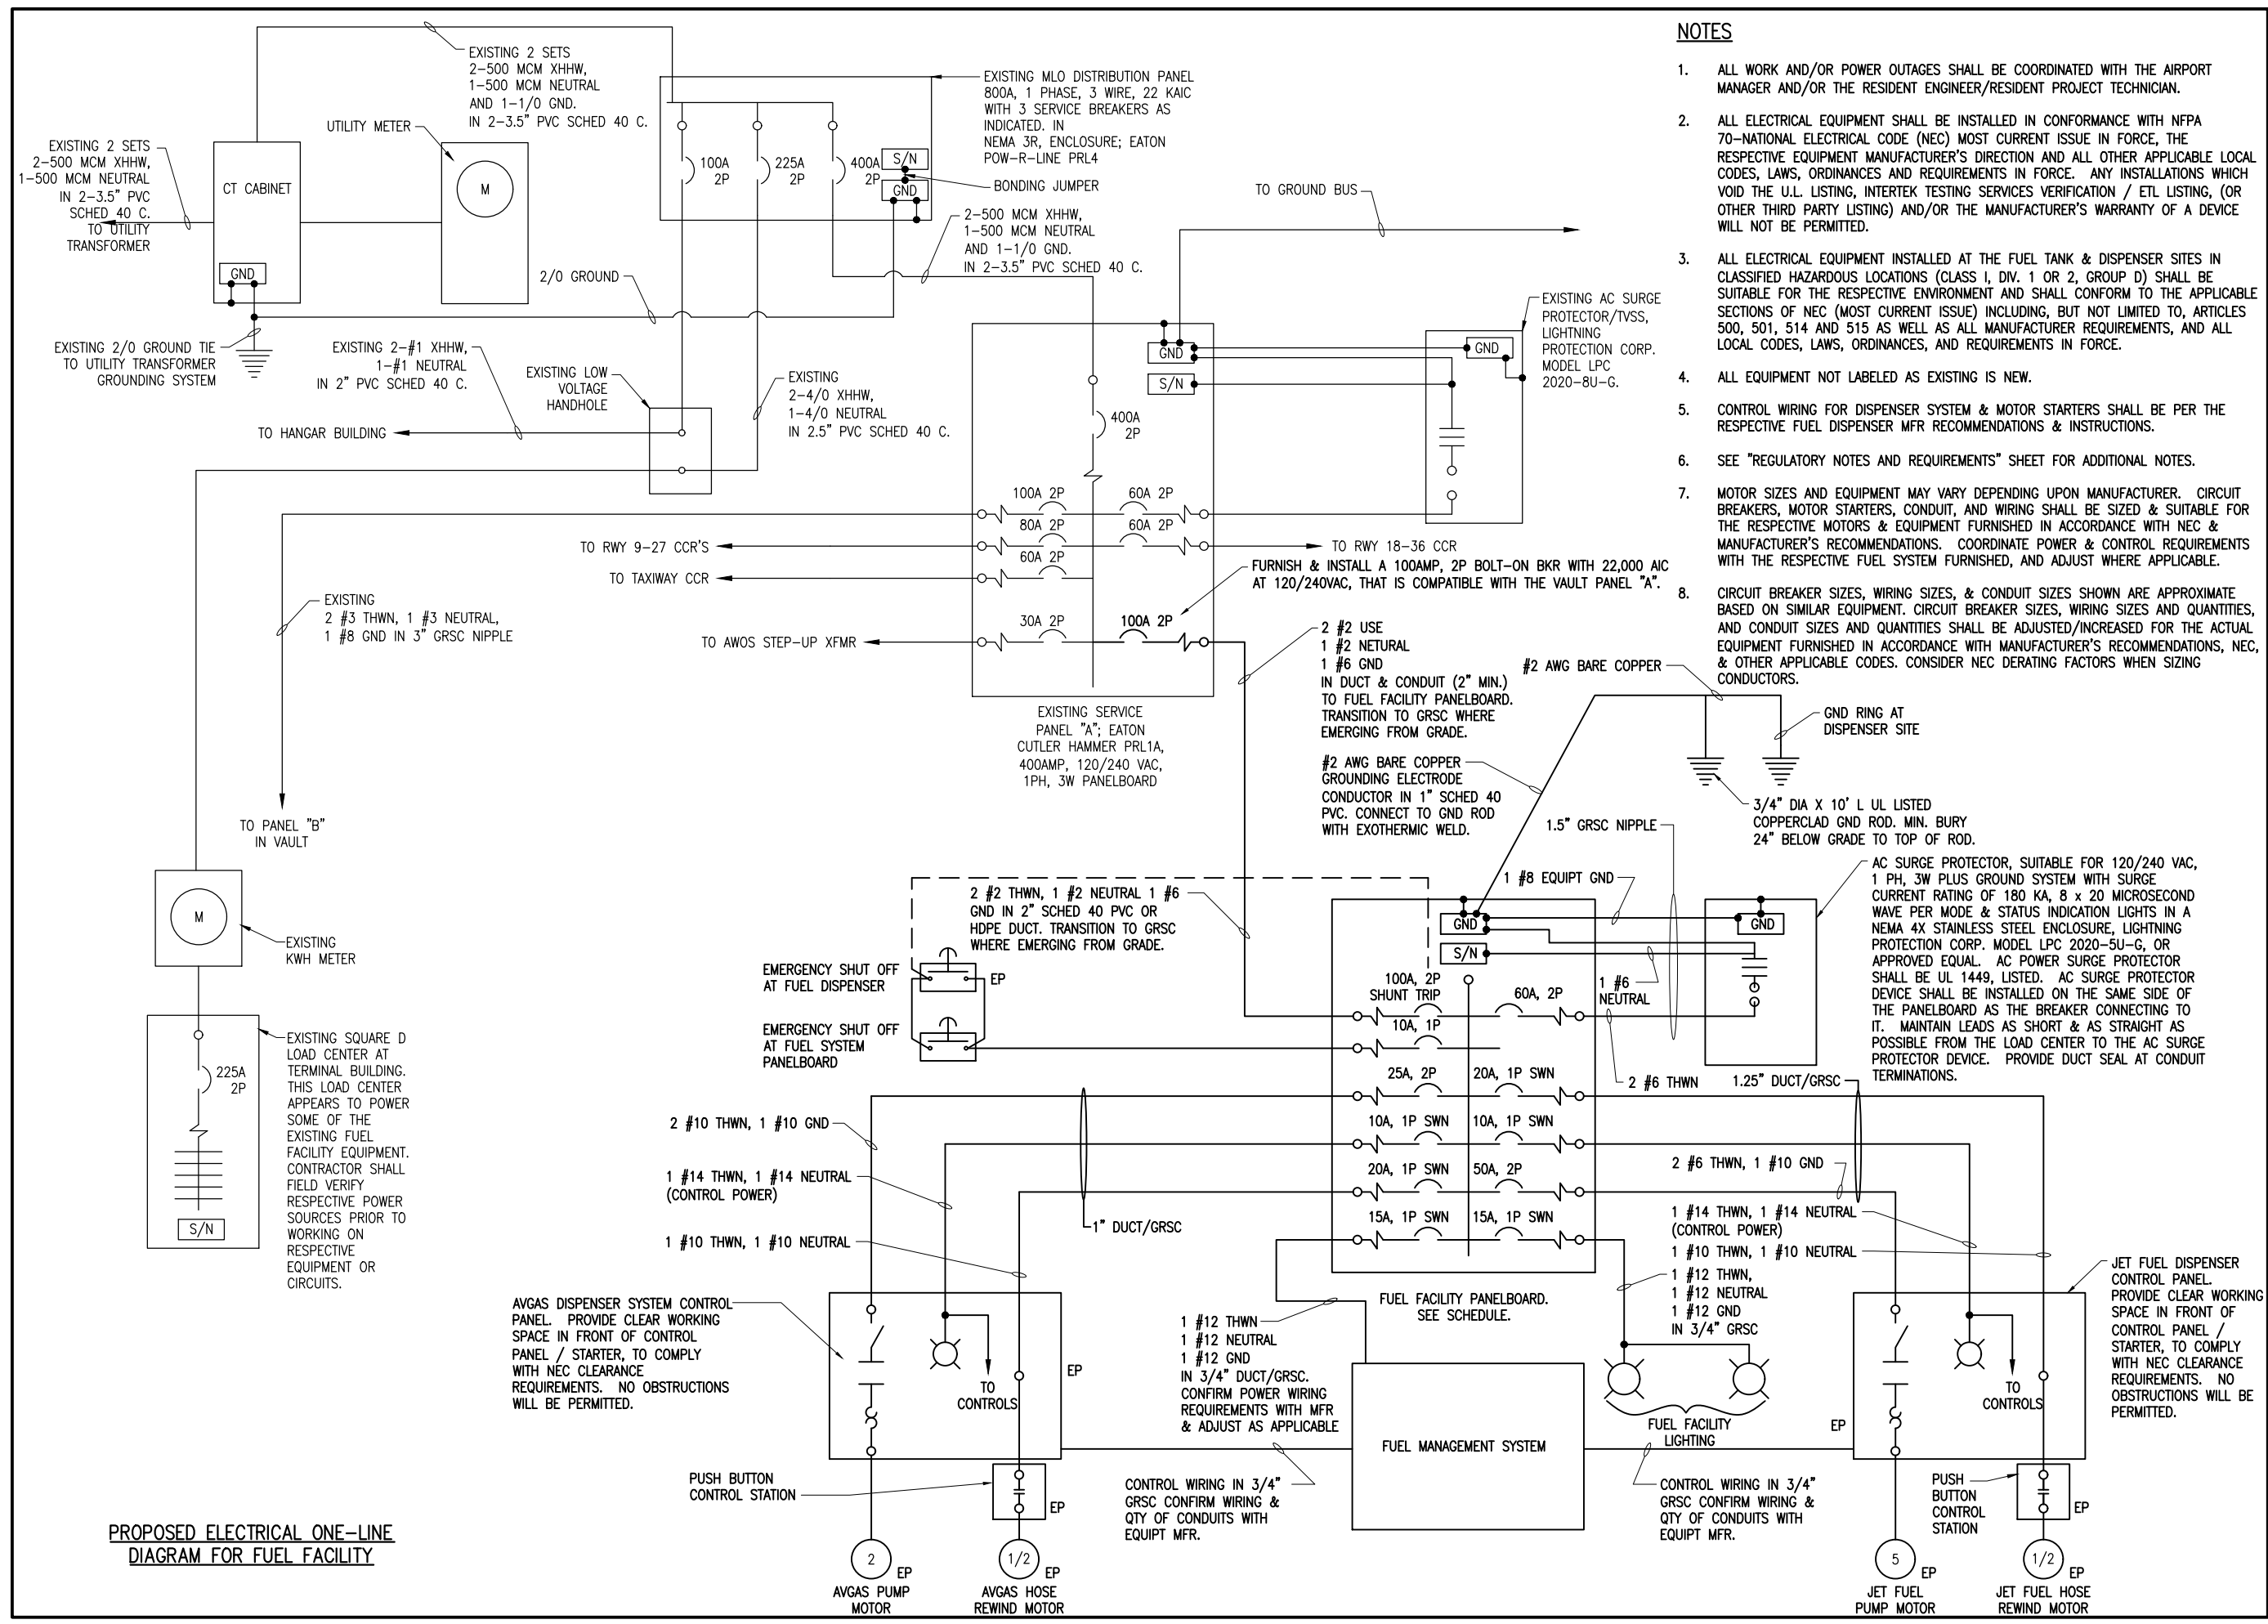 EXISTING 2 SETS
2-500 MCM XHHW,
1-500 MCM NEUTRAL
AND 1-1/0 GND.
IN 2-3.5" PVC SCHED 40 C.
EXISTING MLO DISTRIBUTION PANEL
800A, 1 PHASE, 3 WIRE, 22 KAIC
WITH 3 SERVICE BREAKERS AS
INDICATED. IN
NEMA 3R, ENCLOSURE; EATON
POW-R-LINE PRL4
UTILITY METER
EXISTING 2 SETS
2-500 MCM XHHW,
1-500 MCM NEUTRAL
IN 2-3.5" PVC
SCHED 40 C.
TO UTILITY
TRANSFORMER
CT CABINET
GND
M
100A
2P
225A
2P
400A
2P
S/N
GND
BONDING JUMPER
2-500 MCM XHHW,
1-500 MCM NEUTRAL
AND 1-1/0 GND.
IN 2-3.5" PVC SCHED 40 C.
TO GROUND BUS
2/0 GROUND
EXISTING 2/0 GROUND TIE
TO UTILITY TRANSFORMER
GROUNDING SYSTEM
EXISTING 2-#1 XHHW,
1-#1 NEUTRAL
IN 2" PVC SCHED 40 C.
EXISTING LOW
VOLTAGE
HANDHOLE
EXISTING
2-4/0 XHHW,
1-4/0 NEUTRAL
IN 2.5" PVC SCHED 40 C.
TO HANGAR BUILDING
GND
S/N
400A
2P
GND
EXISTING AC SURGE
PROTECTOR/TVSS,
LIGHTNING
PROTECTION CORP.
MODEL LPC
2020-8U-G.
100A 2P
60A 2P
80A 2P
60A 2P
60A 2P
30A 2P
100A 2P
TO RWY 9-27 CCR'S
TO TAXIWAY CCR
TO AWOS STEP-UP XFMR
TO RWY 18-36 CCR
FURNISH & INSTALL A 100AMP, 2P BOLT-ON BKR WITH 22,000 AIC
AT 120/240VAC, THAT IS COMPATIBLE WITH THE VAULT PANEL "A".
EXISTING
2 #3 THWN, 1 #3 NEUTRAL,
1 #8 GND IN 3" GRSC NIPPLE
EXISTING SERVICE
PANEL "A"; EATON
CUTLER HAMMER PRL1A,
400AMP, 120/240 VAC,
1PH, 3W PANELBOARD
2 #2 USE
1 #2 NETURAL
1 #6 GND
IN DUCT & CONDUIT (2" MIN.)
TO FUEL FACILITY PANELBOARD.
TRANSITION TO GRSC WHERE
EMERGING FROM GRADE.
#2 AWG BARE COPPER
GND RING AT
DISPENSER SITE
#2 AWG BARE COPPER
GROUNDING ELECTRODE
CONDUCTOR IN 1" SCHED 40
PVC. CONNECT TO GND ROD
WITH EXOTHERMIC WELD.
3/4" DIA X 10' L UL LISTED
COPPERCLAD GND ROD. MIN. BURY
24" BELOW GRADE TO TOP OF ROD.
1.5" GRSC NIPPLE
TO PANEL "B"
IN VAULT
M
EXISTING
KWH METER
225A
2P
S/N
EXISTING SQUARE D
LOAD CENTER AT
TERMINAL BUILDING.
THIS LOAD CENTER
APPEARS TO POWER
SOME OF THE
EXISTING FUEL
FACILITY EQUIPMENT.
CONTRACTOR SHALL
FIELD VERIFY
RESPECTIVE POWER
SOURCES PRIOR TO
WORKING ON
RESPECTIVE
EQUIPMENT OR
CIRCUITS.
2 #2 THWN, 1 #2 NEUTRAL 1 #6
GND IN 2" SCHED 40 PVC OR
HDPE DUCT. TRANSITION TO GRSC
WHERE EMERGING FROM GRADE.
EMERGENCY SHUT OFF
AT FUEL DISPENSER
EP
EMERGENCY SHUT OFF
AT FUEL SYSTEM
PANELBOARD
1 #8 EQUIPT GND
GND
S/N
GND
1 #6
NEUTRAL
100A, 2P
SHUNT TRIP
60A, 2P
10A, 1P
25A, 2P
20A, 1P SWN
10A, 1P SWN
10A, 1P SWN
20A, 1P SWN
50A, 2P
15A, 1P SWN
15A, 1P SWN
2 #6 THWN
1.25" DUCT/GRSC
AC SURGE PROTECTOR, SUITABLE FOR 120/240 VAC,
1 PH, 3W PLUS GROUND SYSTEM WITH SURGE
CURRENT RATING OF 180 KA, 8 x 20 MICROSECOND
WAVE PER MODE & STATUS INDICATION LIGHTS IN A
NEMA 4X STAINLESS STEEL ENCLOSURE, LIGHTNING
PROTECTION CORP. MODEL LPC 2020-5U-G, OR
APPROVED EQUAL. AC POWER SURGE PROTECTOR
SHALL BE UL 1449, LISTED. AC SURGE PROTECTOR
DEVICE SHALL BE INSTALLED ON THE SAME SIDE OF
THE PANELBOARD AS THE BREAKER CONNECTING TO
IT. MAINTAIN LEADS AS SHORT & AS STRAIGHT AS
POSSIBLE FROM THE LOAD CENTER TO THE AC SURGE
PROTECTOR DEVICE. PROVIDE DUCT SEAL AT CONDUIT
TERMINATIONS.
2 #10 THWN, 1 #10 GND
1 #14 THWN, 1 #14 NEUTRAL
(CONTROL POWER)
1 #10 THWN, 1 #10 NEUTRAL
1" DUCT/GRSC
2 #6 THWN, 1 #10 GND
1 #14 THWN, 1 #14 NEUTRAL
(CONTROL POWER)
1 #10 THWN, 1 #10 NEUTRAL
1 #12 THWN,
1 #12 NEUTRAL
1 #12 GND
IN 3/4" GRSC
FUEL FACILITY PANELBOARD.
SEE SCHEDULE.
AVGAS DISPENSER SYSTEM CONTROL
PANEL. PROVIDE CLEAR WORKING
SPACE IN FRONT OF CONTROL
PANEL / STARTER, TO COMPLY
WITH NEC CLEARANCE
REQUIREMENTS. NO OBSTRUCTIONS
WILL BE PERMITTED.
TO
CONTROLS
EP
1 #12 THWN
1 #12 NEUTRAL
1 #12 GND
IN 3/4" DUCT/GRSC.
CONFIRM POWER WIRING
REQUIREMENTS WITH MFR
& ADJUST AS APPLICABLE
FUEL MANAGEMENT SYSTEM
FUEL FACILITY
LIGHTING
JET FUEL DISPENSER
CONTROL PANEL.
PROVIDE CLEAR WORKING
SPACE IN FRONT OF
CONTROL PANEL /
STARTER, TO COMPLY
WITH NEC CLEARANCE
REQUIREMENTS. NO
OBSTRUCTIONS WILL BE
PERMITTED.
TO
CONTROLS
EP
PUSH BUTTON
CONTROL STATION
EP
CONTROL WIRING IN 3/4"
GRSC CONFIRM WIRING &
QTY OF CONDUITS WITH
EQUIPT MFR.
CONTROL WIRING IN 3/4"
GRSC CONFIRM WIRING &
QTY OF CONDUITS WITH
EQUIPT MFR.
PUSH
BUTTON
CONTROL
STATION
EP
2
EP
AVGAS PUMP
MOTOR
1/2
EP
AVGAS HOSE
REWIND MOTOR
5
EP
JET FUEL
PUMP MOTOR
1/2
EP
JET FUEL HOSE
REWIND MOTOR
PROPOSED ELECTRICAL ONE-LINE
DIAGRAM FOR FUEL FACILITY
NOTES
1. ALL WORK AND/OR POWER OUTAGES SHALL BE COORDINATED WITH THE AIRPORT
MANAGER AND/OR THE RESIDENT ENGINEER/RESIDENT PROJECT TECHNICIAN.
2. ALL ELECTRICAL EQUIPMENT SHALL BE INSTALLED IN CONFORMANCE WITH NFPA
70-NATIONAL ELECTRICAL CODE (NEC) MOST CURRENT ISSUE IN FORCE, THE
RESPECTIVE EQUIPMENT MANUFACTURER'S DIRECTION AND ALL OTHER APPLICABLE LOCAL
CODES, LAWS, ORDINANCES AND REQUIREMENTS IN FORCE. ANY INSTALLATIONS WHICH
VOID THE U.L. LISTING, INTERTEK TESTING SERVICES VERIFICATION / ETL LISTING, (OR
OTHER THIRD PARTY LISTING) AND/OR THE MANUFACTURER'S WARRANTY OF A DEVICE
WILL NOT BE PERMITTED.
3. ALL ELECTRICAL EQUIPMENT INSTALLED AT THE FUEL TANK & DISPENSER SITES IN
CLASSIFIED HAZARDOUS LOCATIONS (CLASS I, DIV. 1 OR 2, GROUP D) SHALL BE
SUITABLE FOR THE RESPECTIVE ENVIRONMENT AND SHALL CONFORM TO THE APPLICABLE
SECTIONS OF NEC (MOST CURRENT ISSUE) INCLUDING, BUT NOT LIMITED TO, ARTICLES
500, 501, 514 AND 515 AS WELL AS ALL MANUFACTURER REQUIREMENTS, AND ALL
LOCAL CODES, LAWS, ORDINANCES, AND REQUIREMENTS IN FORCE.
4. ALL EQUIPMENT NOT LABELED AS EXISTING IS NEW.
5. CONTROL WIRING FOR DISPENSER SYSTEM & MOTOR STARTERS SHALL BE PER THE
RESPECTIVE FUEL DISPENSER MFR RECOMMENDATIONS & INSTRUCTIONS.
6. SEE "REGULATORY NOTES AND REQUIREMENTS" SHEET FOR ADDITIONAL NOTES.
7. MOTOR SIZES AND EQUIPMENT MAY VARY DEPENDING UPON MANUFACTURER. CIRCUIT
BREAKERS, MOTOR STARTERS, CONDUIT, AND WIRING SHALL BE SIZED & SUITABLE FOR
THE RESPECTIVE MOTORS & EQUIPMENT FURNISHED IN ACCORDANCE WITH NEC &
MANUFACTURER'S RECOMMENDATIONS. COORDINATE POWER & CONTROL REQUIREMENTS
WITH THE RESPECTIVE FUEL SYSTEM FURNISHED, AND ADJUST WHERE APPLICABLE.
8. CIRCUIT BREAKER SIZES, WIRING SIZES, & CONDUIT SIZES SHOWN ARE APPROXIMATE
BASED ON SIMILAR EQUIPMENT. CIRCUIT BREAKER SIZES, WIRING SIZES AND QUANTITIES,
AND CONDUIT SIZES AND QUANTITIES SHALL BE ADJUSTED/INCREASED FOR THE ACTUAL
EQUIPMENT FURNISHED IN ACCORDANCE WITH MANUFACTURER'S RECOMMENDATIONS, NEC,
& OTHER APPLICABLE CODES. CONSIDER NEC DERATING FACTORS WHEN SIZING
CONDUCTORS.